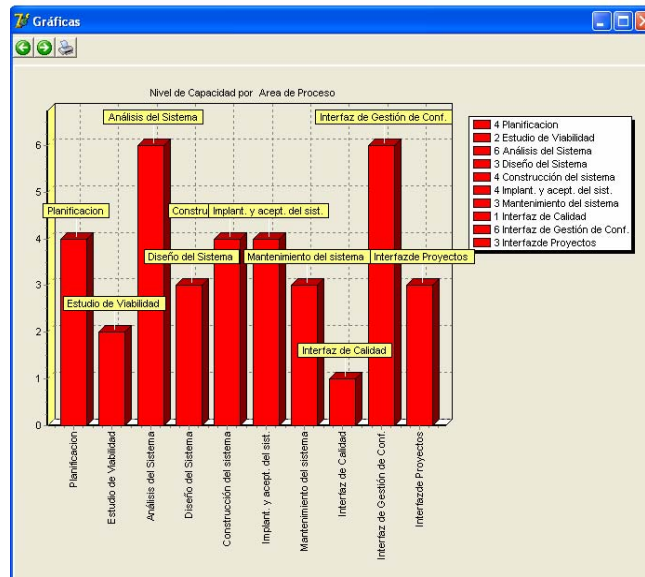 Gráficas
Nivel de Capacidad por Area de Proceso
Análisis del Sistema
Interfaz de Gestión de Conf.
Planificacion
Constru
Implant. y acept. del sist.
Diseño del Sistema
Mantenimiento del sistema
Interfazde Proyectos
Estudio de Viabilidad
Interfaz de Calidad
6
5
4
3
2
1
0
Planificacion
Estudio de Viabilidad
Análisis del Sistema
Diseño del Sistema
Construcción del sistema
Implant. y acept. del sist.
Mantenimiento del sistema
Interfaz de Calidad
Interfaz de Gestión de Conf.
Interfazde Proyectos
4 Planificacion
2 Estudio de Viabilidad
6 Análisis del Sistema
3 Diseño del Sistema
4 Construcción del sistema
4 Implant. y acept. del sist.
3 Mantenimiento del sistema
1 Interfaz de Calidad
6 Interfaz de Gestión de Conf.
3 Interfazde Proyectos